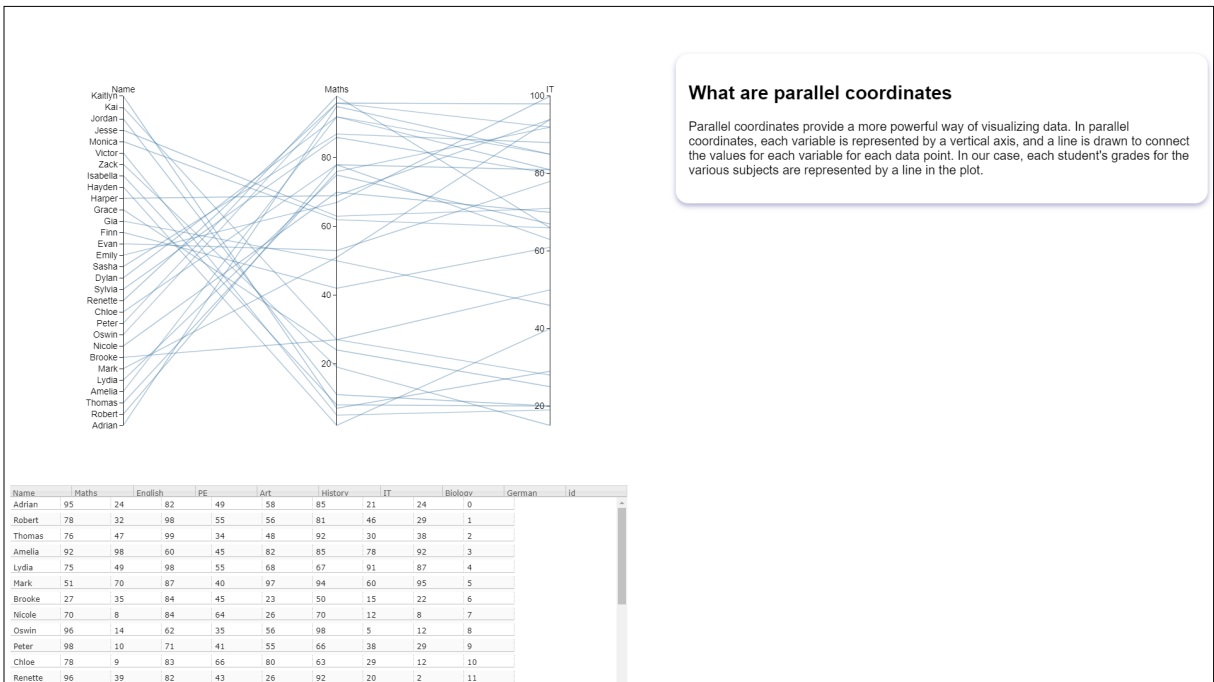 Name Maths IT
Kaitlyn
Kai
Jordan
Jesse
Monica
Victor
Zack
Isabella
Hayden
Harper
Grace
Gia
Finn
Evan
Emily
Sasha
Dylan
Sylvia
Renette
Chloe
Peter
Oswin
Nicole
Brooke
Mark
Lydia
Amelia
Thomas
Robert
Adrian
80
60
40
20
100
80
60
40
20
What are parallel coordinates
Parallel coordinates provide a more powerful way of visualizing data. In parallel
coordinates, each variable is represented by a vertical axis, and a line is drawn to connect
the values for each variable for each data point. In our case, each student's grades for the
various subjects are represented by a line in the plot.
Name Maths English PE Art History IT Biology German id
Adrian 95 24 82 49 58 85 21 24 0
Robert 78 32 98 55 56 81 46 29 1
Thomas 76 47 99 34 48 92 30 38 2
Amelia 92 98 60 45 82 85 78 92 3
Lydia 75 49 98 55 68 67 91 87 4
Mark 51 70 87 40 97 94 60 95 5
Brooke 27 35 84 45 23 50 15 22 6
Nicole 70 8 84 64 26 70 12 8 7
Oswin 96 14 62 35 56 98 5 12 8
Peter 98 10 71 41 55 66 38 29 9
Chloe 78 9 83 66 80 63 29 12 10
Renette 96 39 82 43 26 92 20 2 11